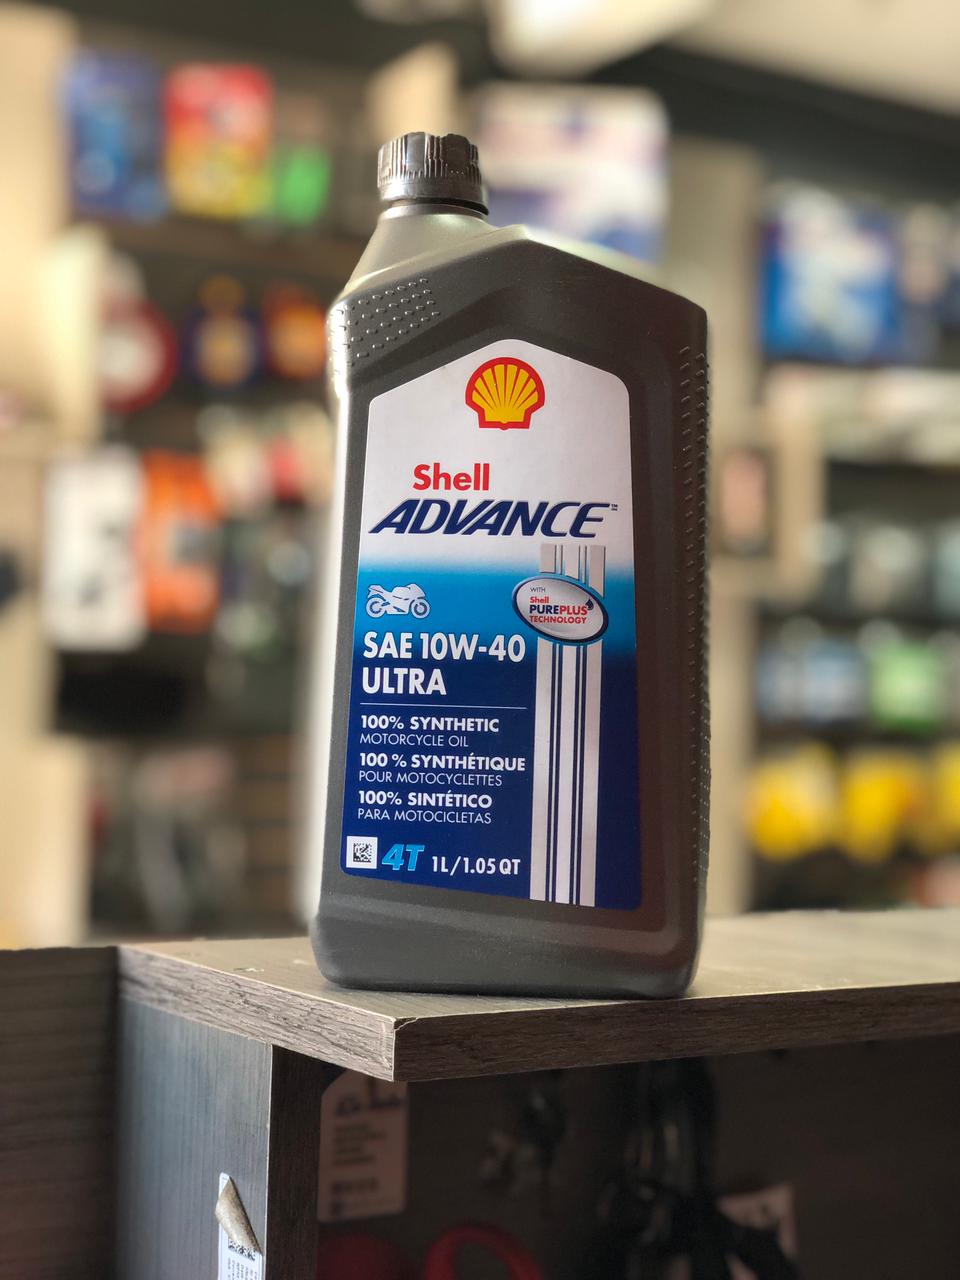 Shell
ADVANCE™
WITH
Shell
PUREPLUS
TECHNOLOGY
SAE 10W-40
ULTRA
100% SYNTHETIC
MOTORCYCLE OIL
100 % SYNTHÉTIQUE
POUR MOTOCYCLETTES
100% SINTÉTICO
PARA MOTOCICLETAS
4T 1L/1.05 QT